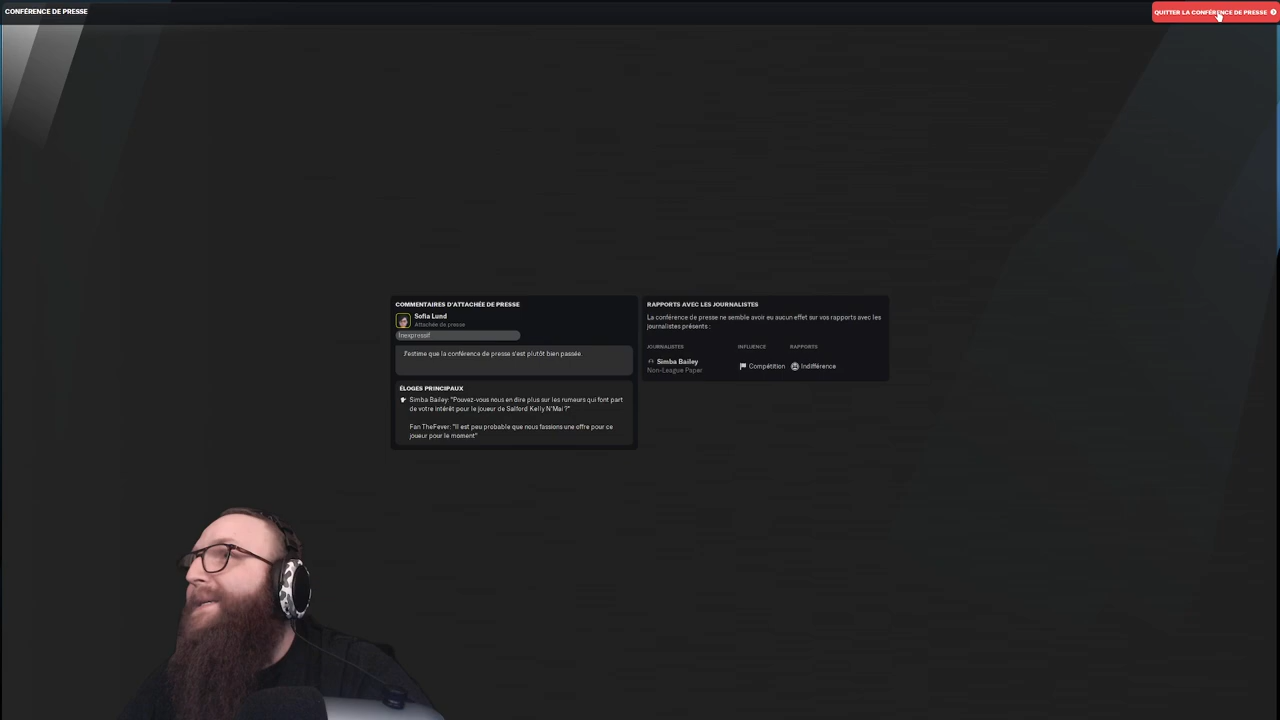 CONFÉRENCE DE PRESSE
QUITTER LA CONFÉRENCE DE PRESSE
COMMENTAIRES D'ATTACHÉE DE PRESSE
Sofia Lund
Attachée de presse
Inexpressif
J'estime que la conférence de presse s'est plutôt bien passée.
ÉLOGES PRINCIPAUX
Simba Bailey: "Pouvez-vous nous en dire plus sur les rumeurs qui font part
de votre intérêt pour le joueur de Salford Kelly N'Mai ?"
Fan TheFever: "Il est peu probable que nous fassions une offre pour ce
joueur pour le moment"
RAPPORTS AVEC LES JOURNALISTES
La conférence de presse ne semble avoir eu aucun effet sur vos rapports avec les
journalistes présents :
JOURNALISTES INFLUENCE RAPPORTS
Simba Bailey
Non-League Paper
Compétition Indifférence